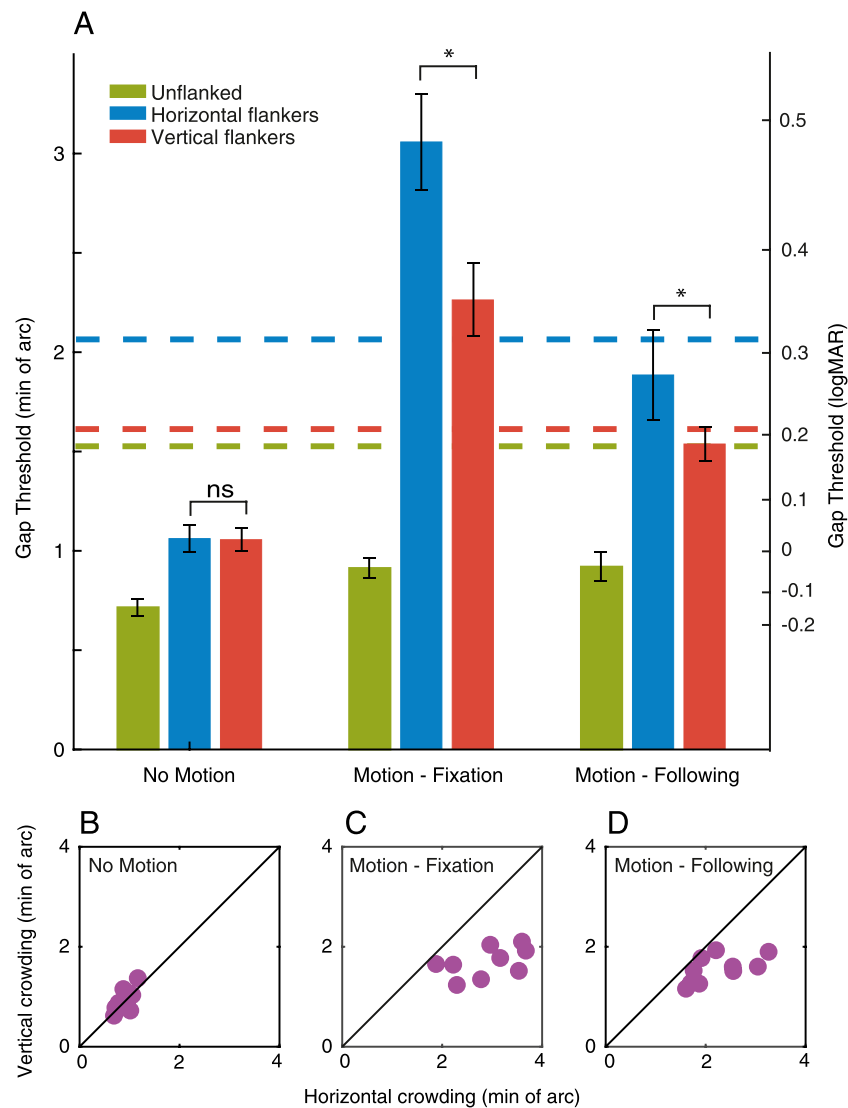 A
Unflanked
Horizontal flankers
Vertical flankers
*
*
ns
3
2
1
0
0.5
0.4
0.3
0.2
0.1
0
-0.1
-0.2
Gap Threshold (min of arc)
Gap Threshold (logMAR)
No Motion
Motion - Fixation
Motion - Following
B
C
D
No Motion
Motion - Fixation
Motion - Following
4
2
0
0
2
4
4
2
0
0
2
4
4
2
0
0
2
4
Vertical crowding (min of arc)
Horizontal crowding (min of arc)